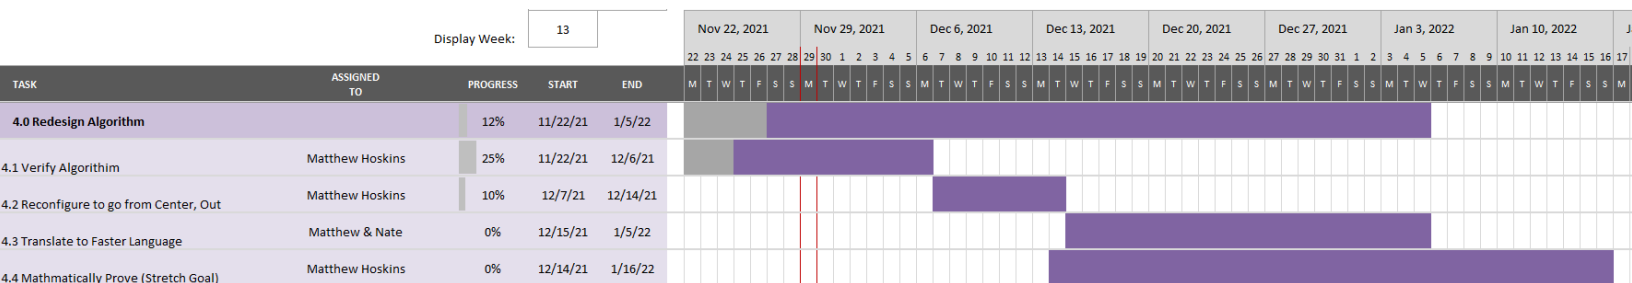 13
Nov 22, 2021 Nov 29, 2021 Dec 6, 2021 Dec 13, 2021 Dec 20, 2021 Dec 27, 2021 Jan 3, 2022 Jan 10, 2022
Display Week:
22 23 24 25 26 27 28 29 30 1 2 3 4 5 6 7 8 9 10 11 12 13 14 15 16 17 18 19 20 21 22 23 24 25 26 27 28 29 30 31 1 2 3 4 5 6 7 8 9 10 11 12 13 14 15 16 17
TASK ASSIGNED TO PROGRESS START END M T W T F S S M T W T F S S M T W T F S S M T W T F S S M T W T F S S M T W T F S S M T W T F S S M T W T F S S M
4.0 Redesign Algorithm 12% 11/22/21 1/5/22
4.1 Verify Algorithim Matthew Hoskins 25% 11/22/21 12/6/21
4.2 Reconfigure to go from Center, Out Matthew Hoskins 10% 12/7/21 12/14/21
4.3 Translate to Faster Language Matthew & Nate 0% 12/15/21 1/5/22
4.4 Mathmatically Prove (Stretch Goal) Matthew Hoskins 0% 12/14/21 1/16/22